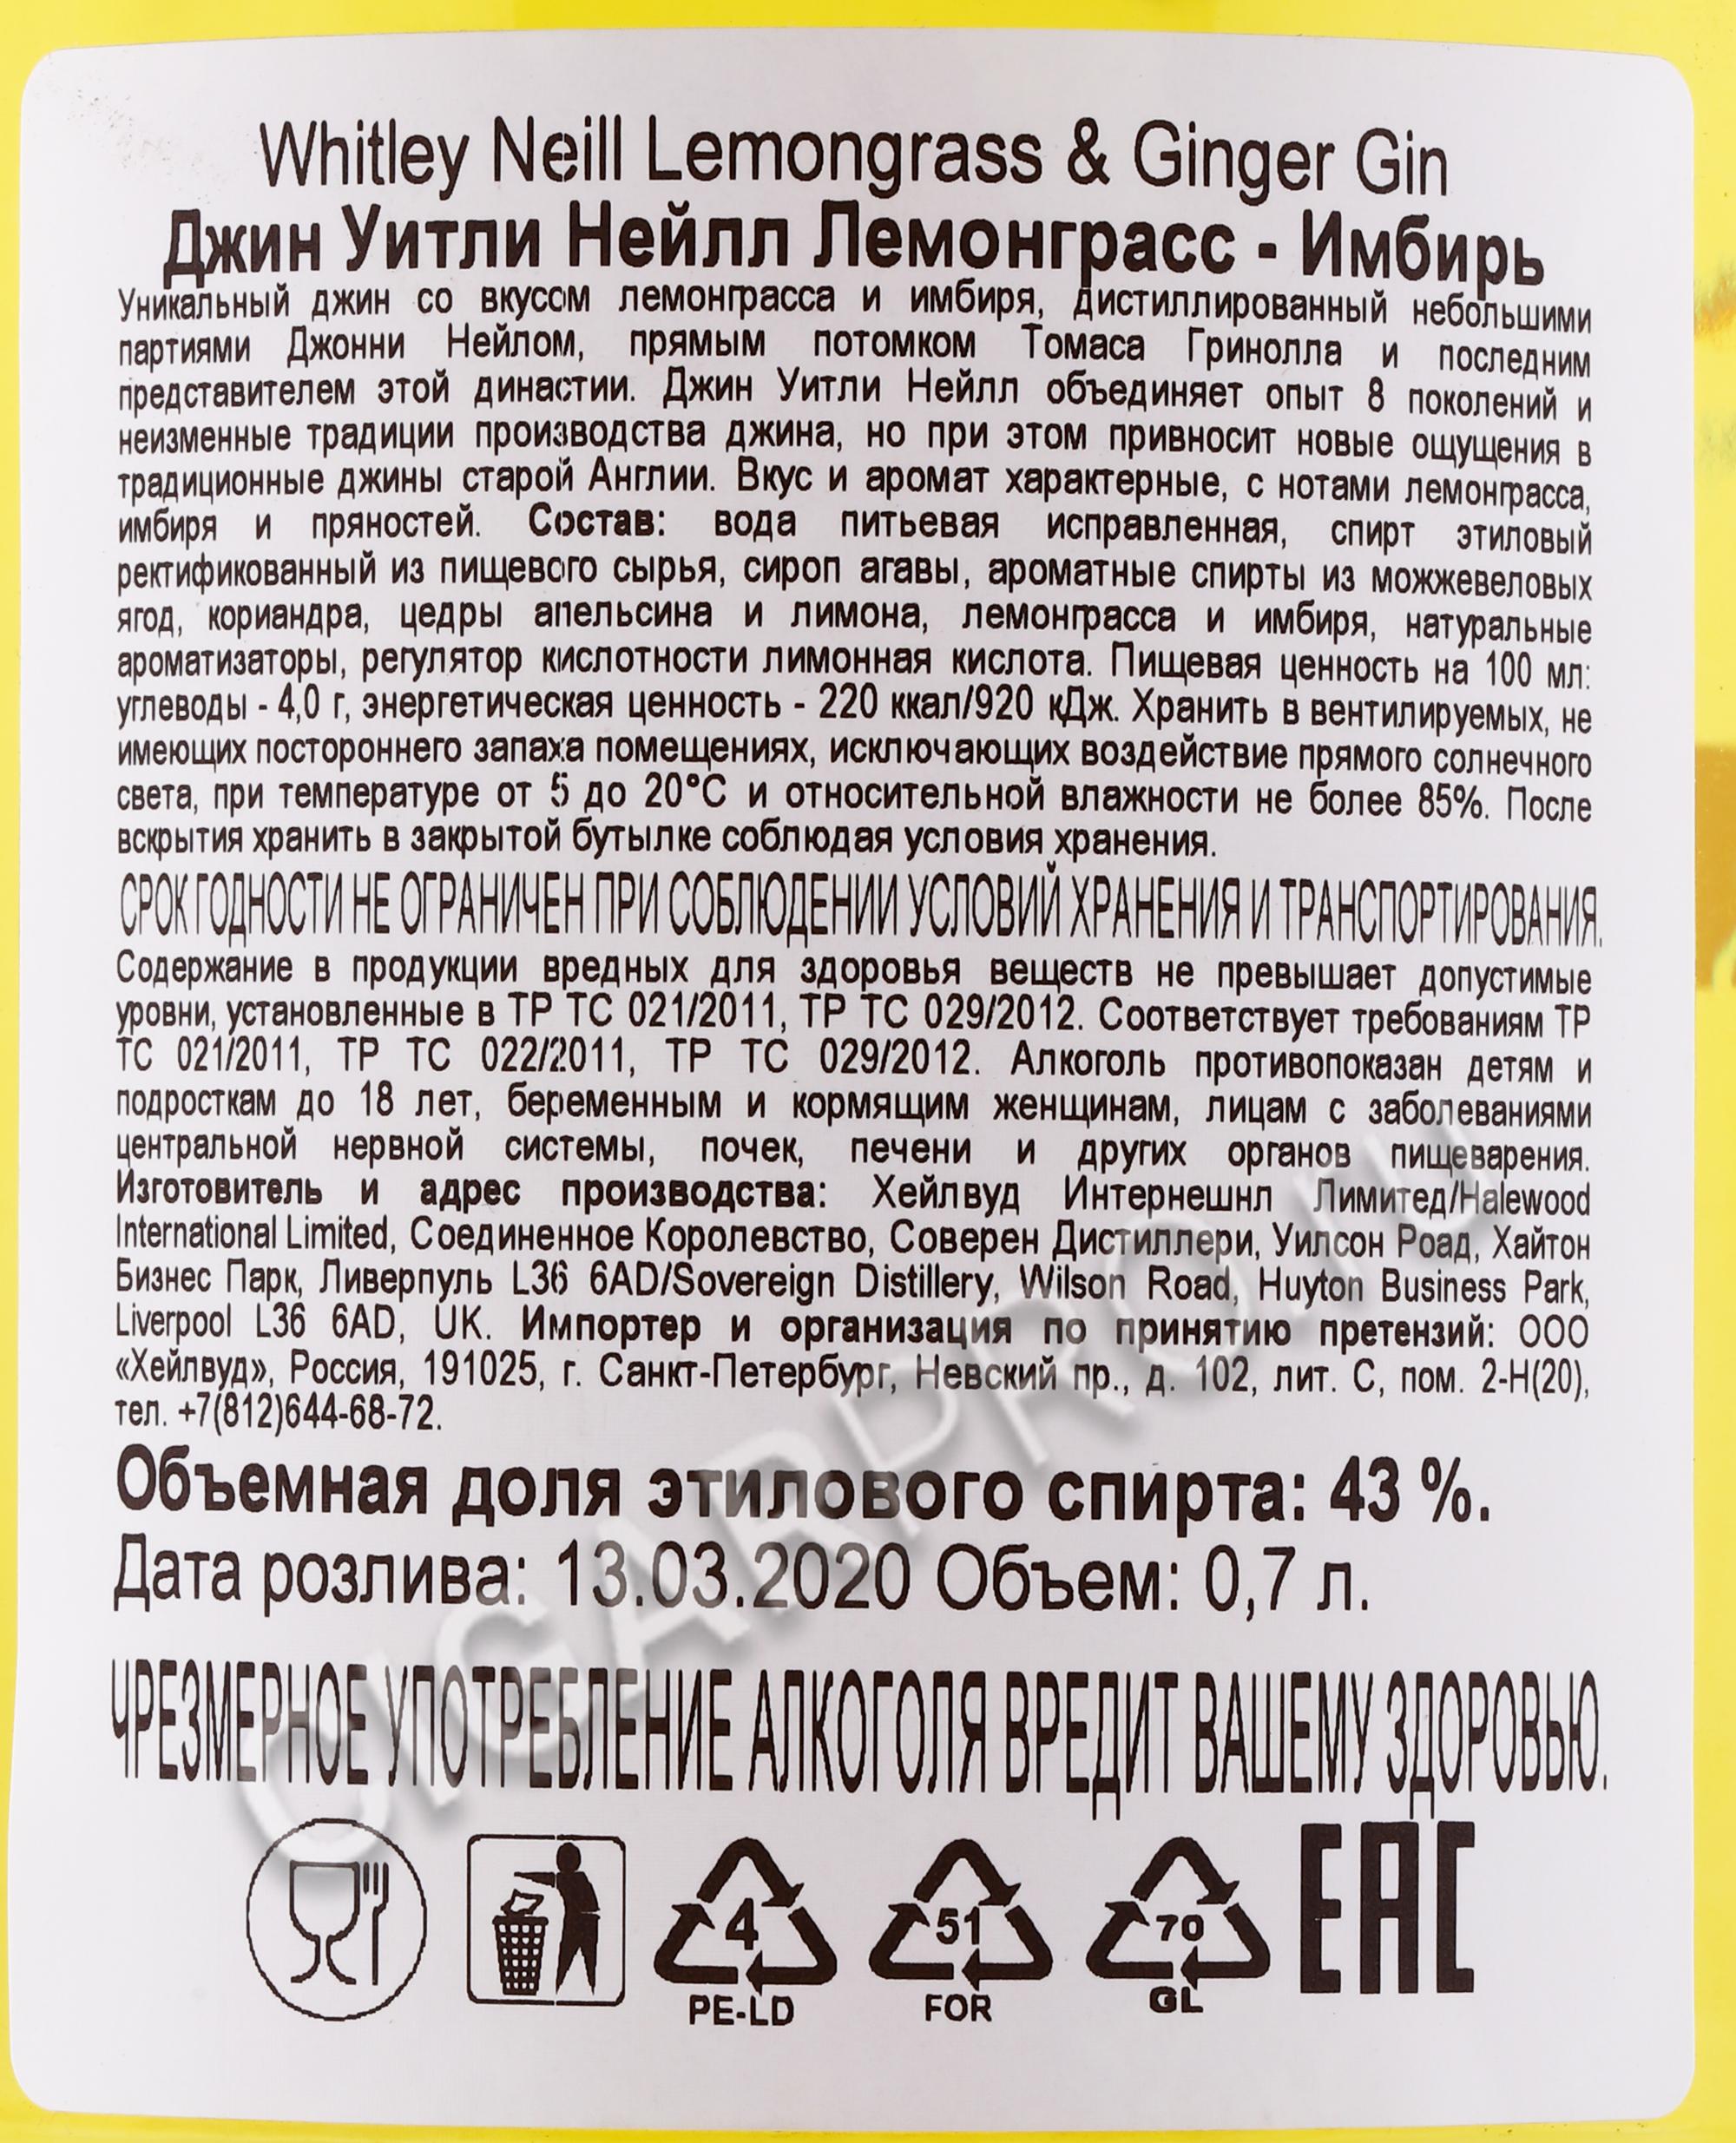 Whitley Neill Lemongrass & Ginger Gin
Джин Уитли Нейлл Лемонграсс - Имбирь
Уникальный джин со вкусом лемонграсса и имбиря, дистиллированный небольшими
партиями Джонни Нейлом, прямым потомком Томаса Гринолла и последним
представителем этой династии. Джин Уитли Нейлл объединяет опыт 8 поколений и
неизменные традиции производства джина, но при этом привносит новые ощущения в
традиционные джины старой Англии. Вкус и аромат характерные, с нотами лемонграсса,
имбиря и пряностей. Состав: вода питьевая исправленная, спирт этиловый
ректификованный из пищевого сырья, сироп агавы, ароматные спирты из можжевеловых
ягод, кориандра, цедры апельсина и лимона, лемонграсса и имбиря, натуральные
ароматизаторы, регулятор кислотности лимонная кислота. Пищевая ценность на 100 мл:
углеводы - 4,0 г, энергетическая ценность - 220 ккал/920 кДж. Хранить в вентилируемых, не
имеющих постороннего запаха помещениях, исключающих воздействие прямого солнечного
света, при температуре от 5 до 20°С и относительной влажности не более 85%. После
вскрытия хранить в закрытой бутылке соблюдая условия хранения.
СРОК ГОДНОСТИ НЕ ОГРАНИЧЕН ПРИ СОБЛЮДЕНИИ УСЛОВИЙ ХРАНЕНИЯ И ТРАНСПОРТИРОВАНИЯ.
Содержание в продукции вредных для здоровья веществ не превышает допустимые
уровни, установленные в ТР ТС 021/2011, ТР ТС 029/2012. Соответствует требованиям ТР
ТС 021/2011, ТР ТС 022/2011, ТР ТС 029/2012. Алкоголь противопоказан детям и
подросткам до 18 лет, беременным и кормящим женщинам, лицам с заболеваниями
центральной нервной системы, почек, печени и других органов пищеварения.
Изготовитель и адрес производства: Хейлвуд Интернешнл Лимитед/Halewood
International Limited, Соединенное Королевство, Соверен Дистиллери, Уилсон Роад, Хайтон
Бизнес Парк, Ливерпуль L36 6AD/Sovereign Distillery, Wilson Road, Huyton Business Park,
Liverpool L36 6AD, UK. Импортер и организация по принятию претензий: ООО
«Хейлвуд», Россия, 191025, г. Санкт-Петербург, Невский пр., д. 102, лит. С, пом. 2-Н(20),
тел. +7(812)644-68-72.
Объемная доля этилового спирта: 43 %.
Дата розлива: 13.03.2020 Объем: 0,7 л.
ЧРЕЗМЕРНОЕ УПОТРЕБЛЕНИЕ АЛКОГОЛЯ ВРЕДИТ ВАШЕМУ ЗДОРОВЬЮ.
4 51 70 EAC
PE-LD FOR GL
CIGARPRO.ru